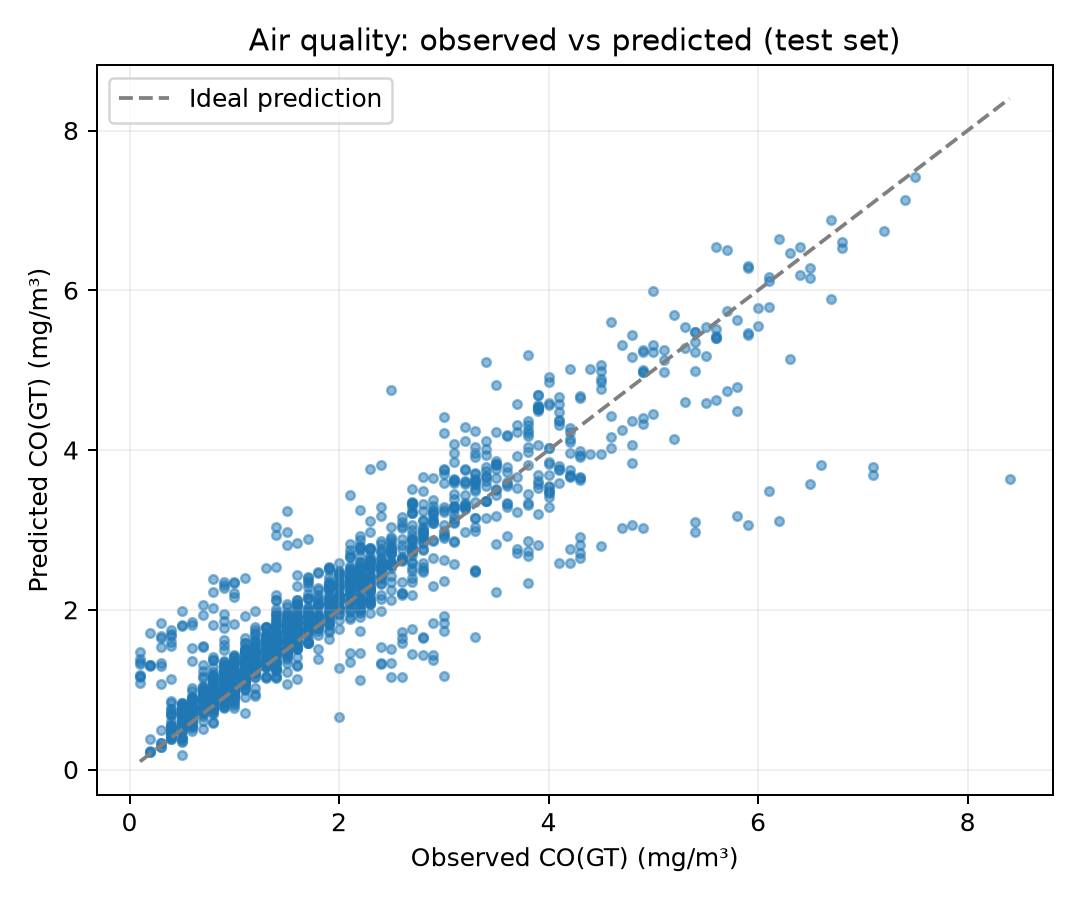 Air quality: observed vs predicted (test set)
Ideal prediction
8
6
4
2
0
Predicted CO(GT) (mg/m³)
0 2 4 6 8
Observed CO(GT) (mg/m³)